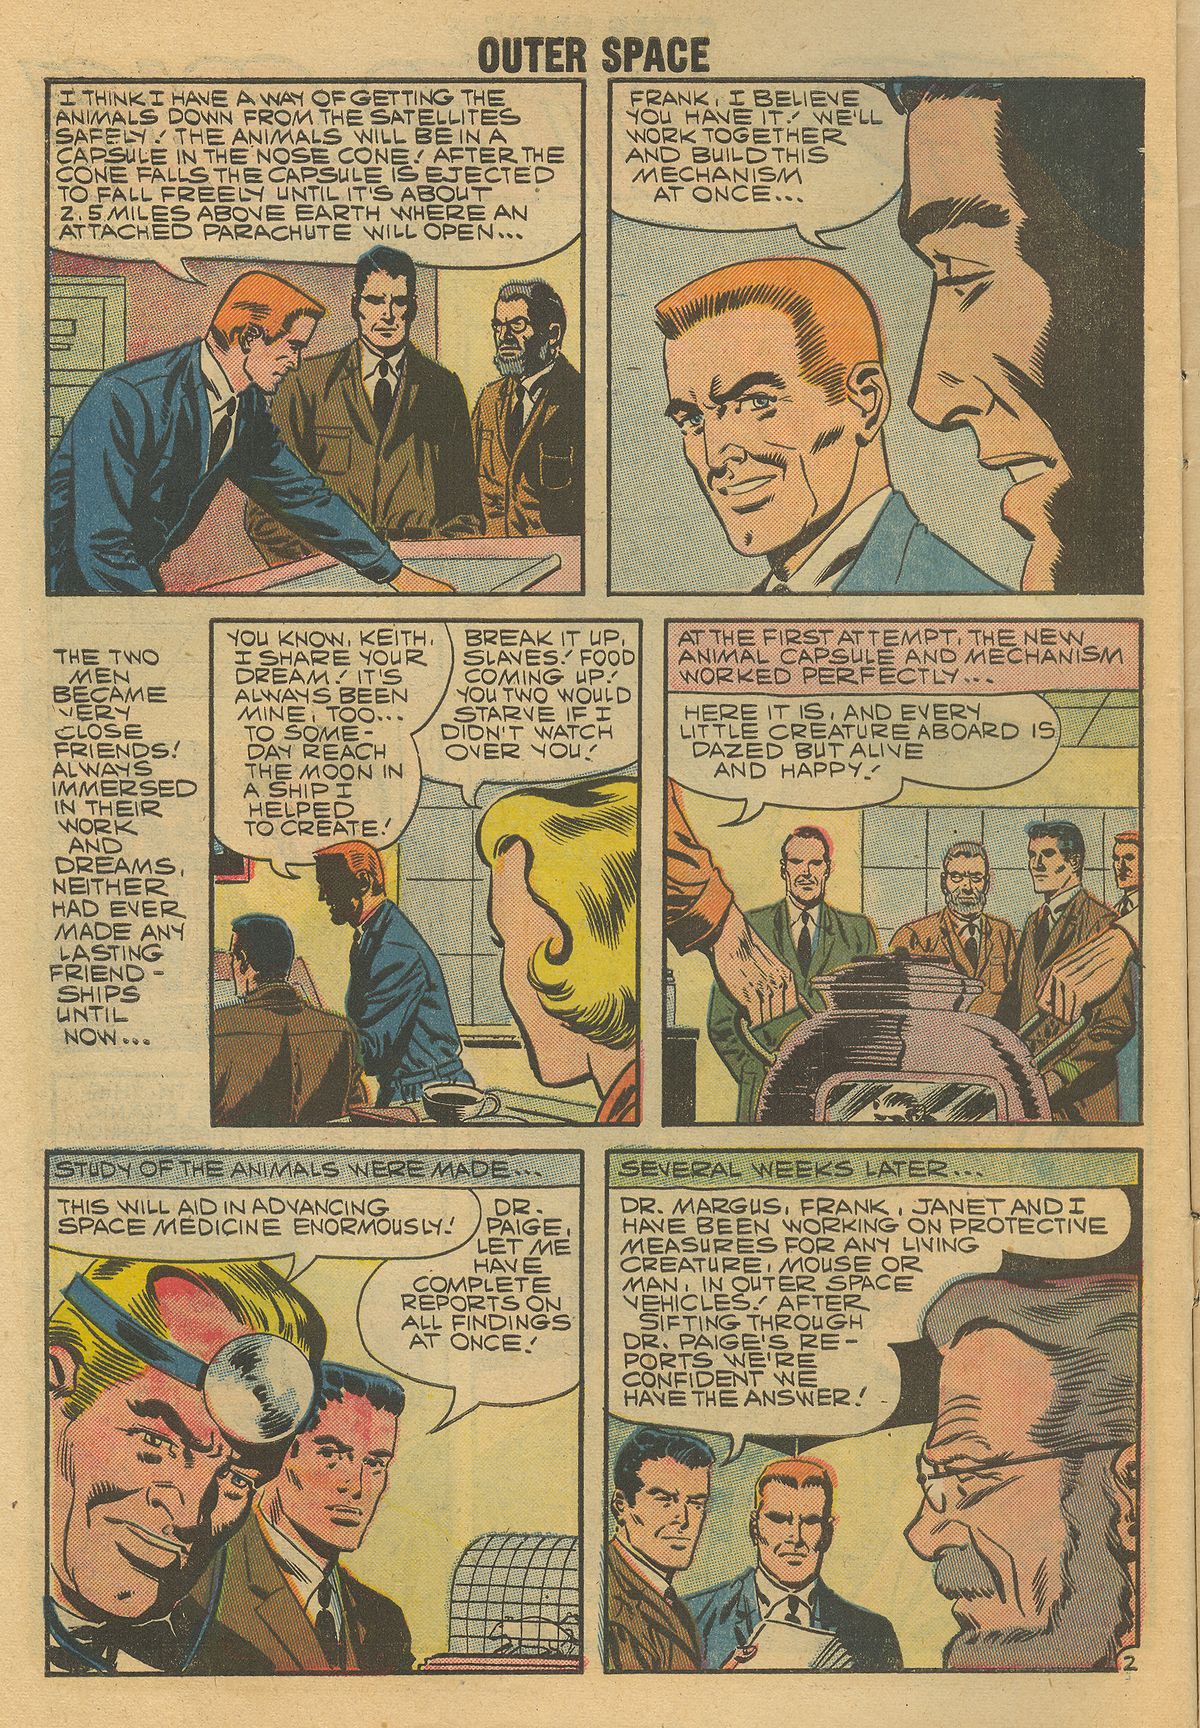 OUTER SPACE
I THINK I HAVE A WAY OF GETTING THE
ANIMALS DOWN FROM THE SATELLITES
SAFELY! THE ANIMALS WILL BE IN A
CAPSULE IN THE NOSE CONE! AFTER THE
CONE FALLS THE CAPSULE IS EJECTED
TO FALL FREELY UNTIL IT'S ABOUT
2.5 MILES ABOVE EARTH WHERE AN
ATTACHED PARACHUTE WILL OPEN...
FRANK, I BELIEVE
YOU HAVE IT! WE'LL
WORK TOGETHER
AND BUILD THIS
MECHANISM
AT ONCE...
THE TWO
MEN
BECAME
VERY
CLOSE
FRIENDS!
ALWAYS
IMMERSED
IN THEIR
WORK
AND
DREAMS,
NEITHER
HAD EVER
MADE ANY
LASTING
FRIEND-
SHIPS
UNTIL
NOW...
YOU KNOW, KEITH,
I SHARE YOUR
DREAM! IT'S
ALWAYS BEEN
MINE, TOO...
TO SOME-
DAY REACH
THE MOON IN
A SHIP I
HELPED
TO CREATE!
BREAK IT UP,
SLAVES! FOOD
COMING UP!
YOU TWO WOULD
STARVE IF I
DIDN'T WATCH
OVER YOU!
AT THE FIRST ATTEMPT, THE NEW
ANIMAL CAPSULE AND MECHANISM
WORKED PERFECTLY...
HERE IT IS, AND EVERY
LITTLE CREATURE ABOARD IS
DAZED BUT ALIVE
AND HAPPY!
STUDY OF THE ANIMALS WERE MADE...
THIS WILL AID IN ADVANCING
SPACE MEDICINE ENORMOUSLY!
DR.
PAIGE,
LET ME
HAVE
COMPLETE
REPORTS ON
ALL FINDINGS
AT ONCE!
SEVERAL WEEKS LATER...
DR. MARGUS, FRANK, JANET AND I
HAVE BEEN WORKING ON PROTECTIVE
MEASURES FOR ANY LIVING
CREATURE, MOUSE OR
MAN, IN OUTER SPACE
VEHICLES! AFTER
SIFTING THROUGH
DR. PAIGE'S RE-
PORTS WE'RE
CONFIDENT WE
HAVE THE ANSWER!
2